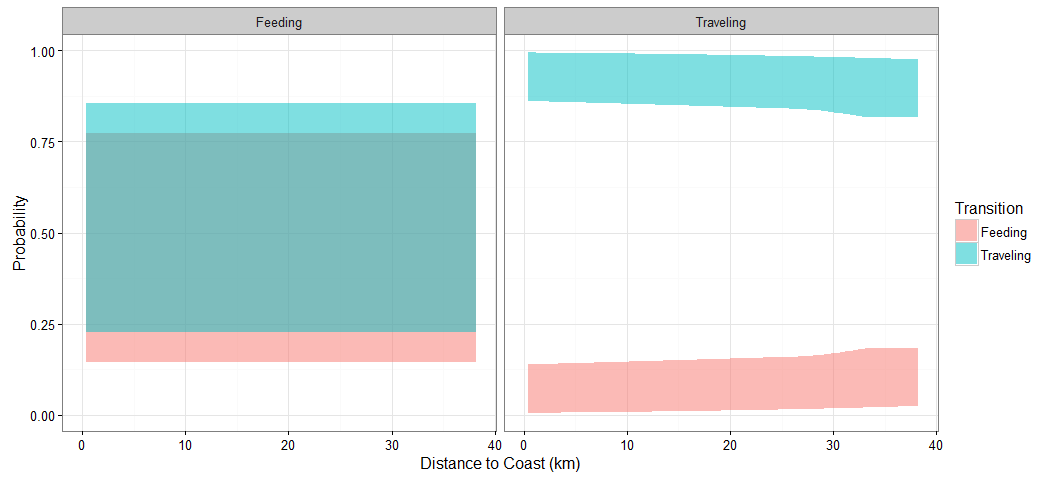 Feeding
Traveling
1.00
0.75
0.50
0.25
0.00
Probability
0 10 20 30 40
0 10 20 30 40
Distance to Coast (km)
Transition
Feeding
Traveling